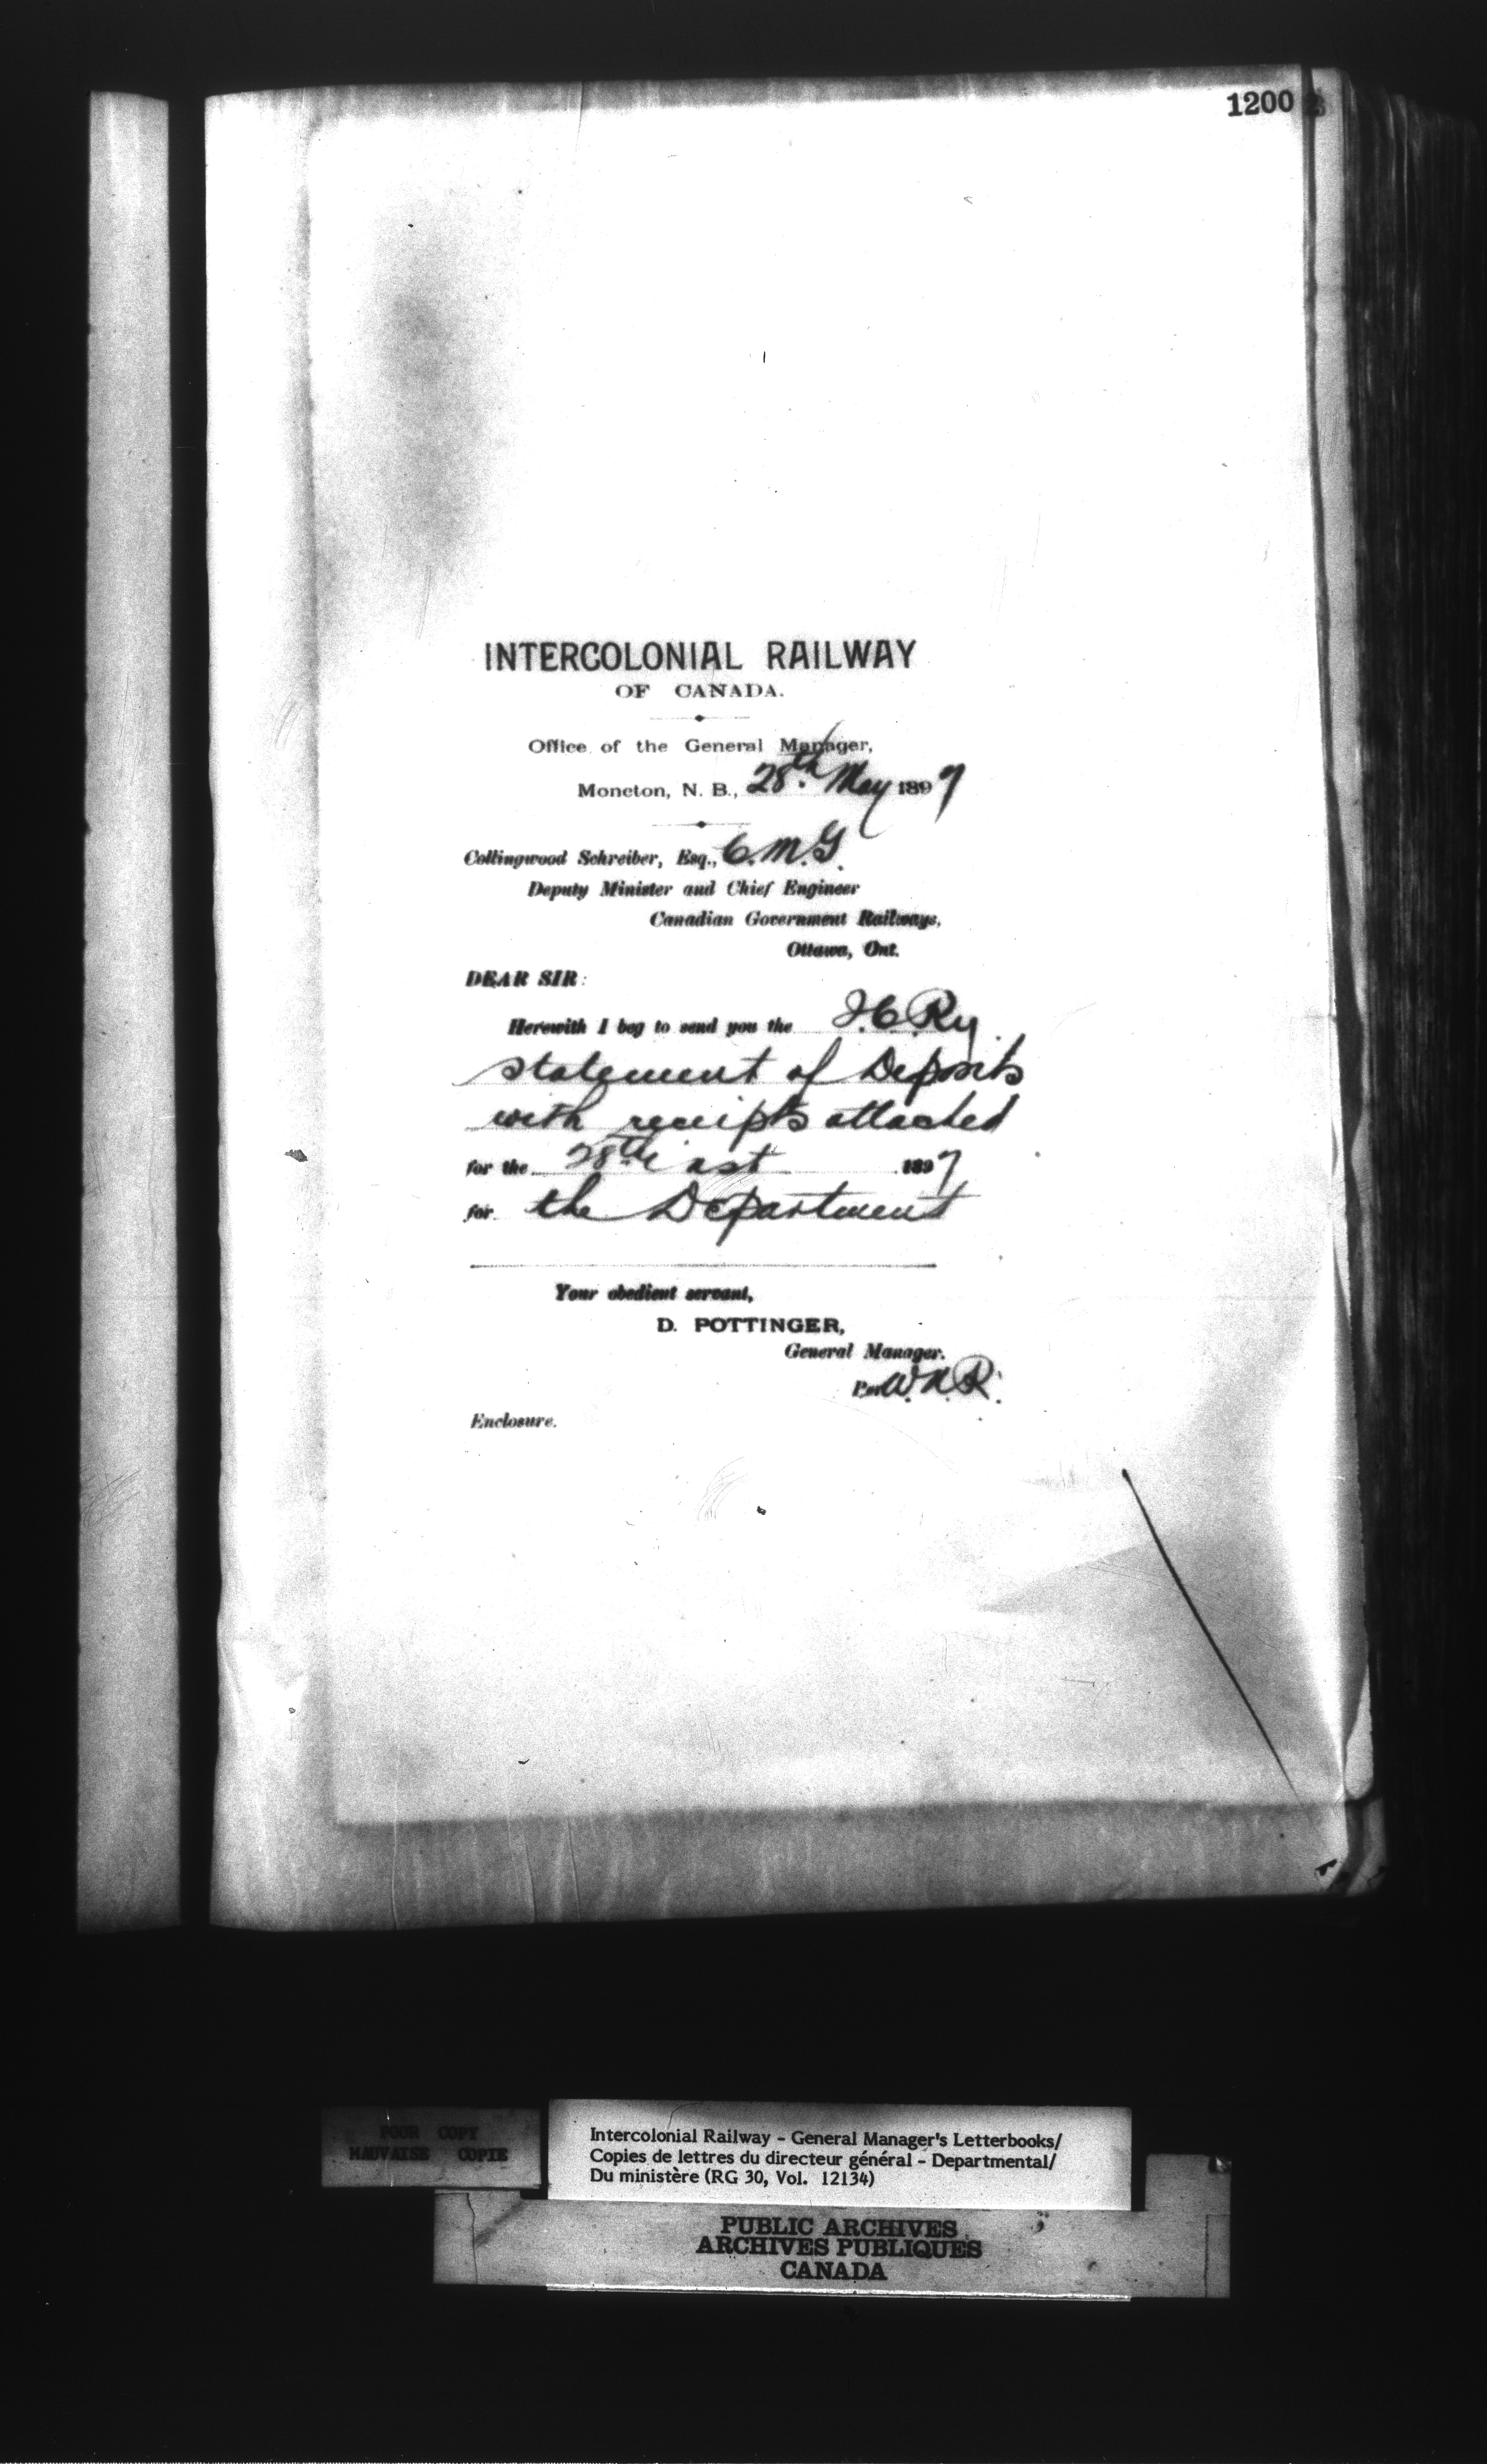 1200
INTERCOLONIAL RAILWAY
OF CANADA.
Office of the General Manager,
Moncton, N. B., 28th May 1897
Collingwood Schreiber, Esq., C.M.G.
Deputy Minister and Chief Engineer
Canadian Government Railways,
Ottawa, Ont.
DEAR SIR:
Herewith I beg to send you the I.C.Ry
statement of Deposits
with receipts attached
for the 28th 1897
for the Department
Your obedient servant,
D. POTTINGER,
General Manager.
Per W.N.R.
Enclosure.
POOR COPY
MAUVAISE COPIE
Intercolonial Railway - General Manager's Letterbooks/
Copies de lettres du directeur général - Departmental/
Du ministère (RG 30, Vol. 12134)
PUBLIC ARCHIVES
ARCHIVES PUBLIQUES
CANADA